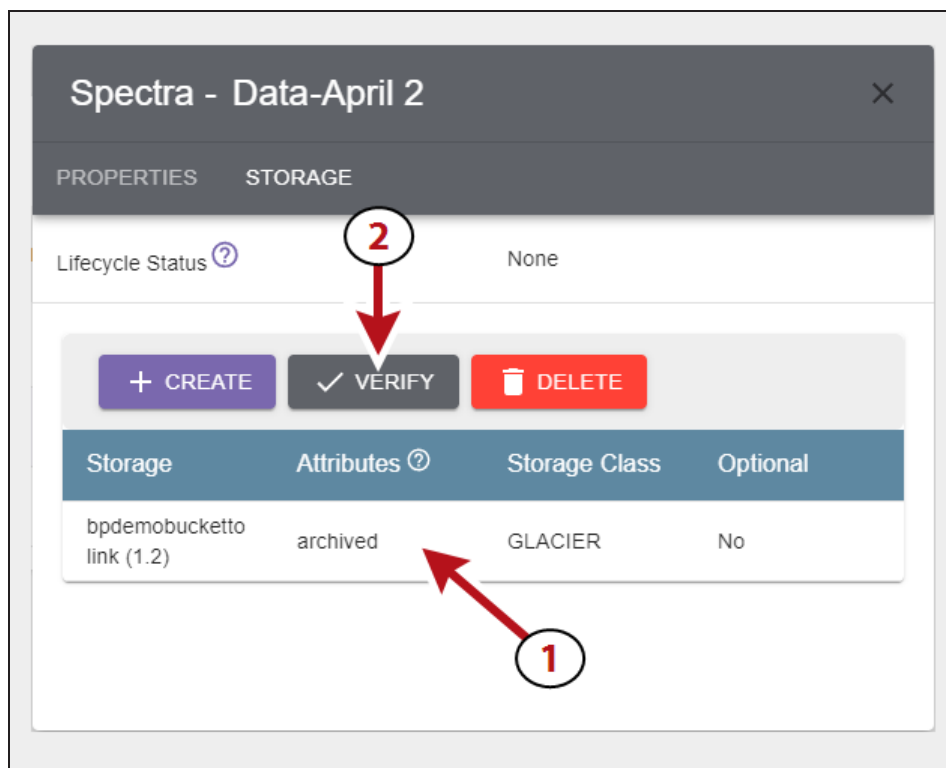 Spectra - Data-April 2
PROPERTIES STORAGE
2
Lifecycle Status ? None
+ CREATE ✓ VERIFY DELETE
Storage Attributes ? Storage Class Optional
bpdemobucketto
link (1.2) archived GLACIER No
1